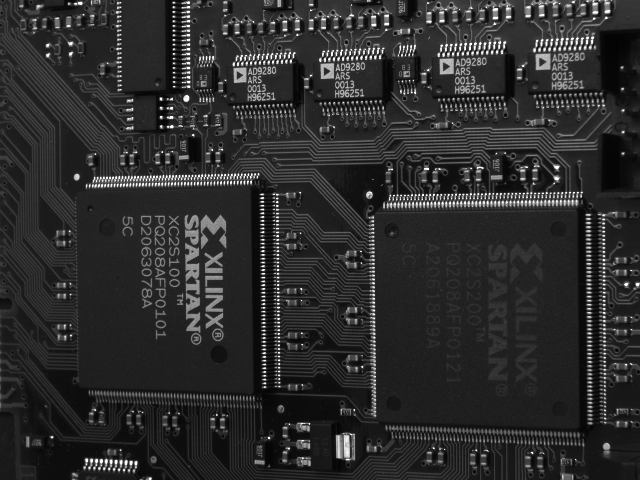 AD9280
ARS
0013
H96251
AD9280
ARS
0013
H96251
AD9280
ARS
0013
H96251
AD9280
ARS
0013
H96251
XILINX®
SPARTAN®
XC2S100™
PQ208AFP0101
D2063078A
5C
XILINX®
SPARTAN®
XC2S200™
A2061889A
5C